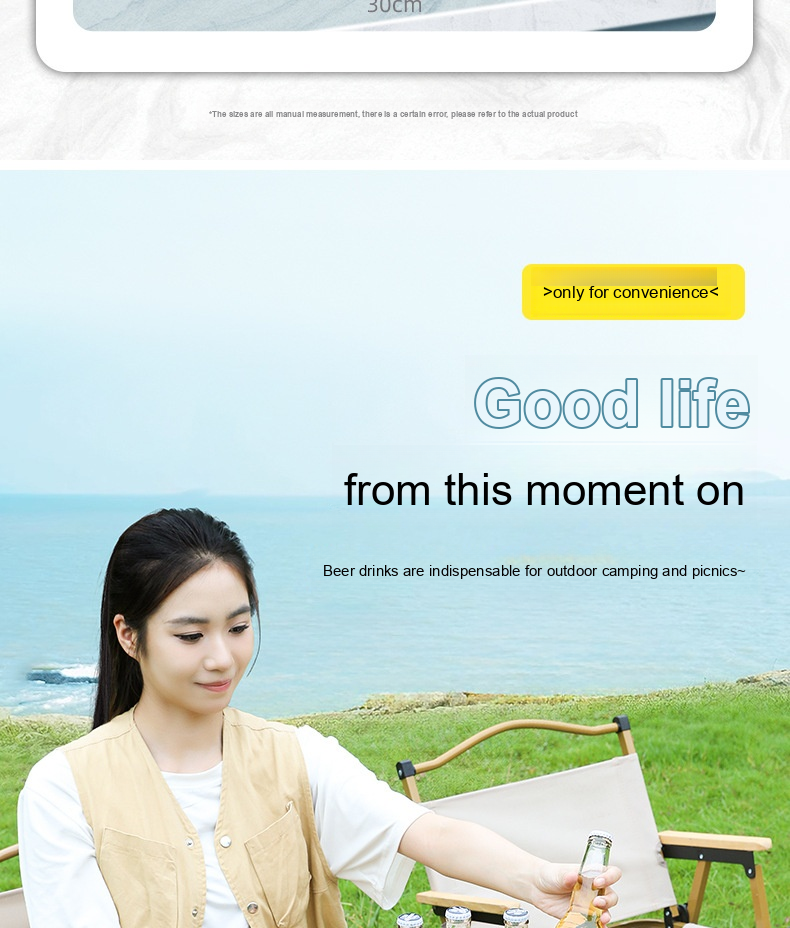 30cm
*The sizes are all manual measurement, there is a certain error, please refer to the actual product
>only for convenience<
Good life
from this moment on
Beer drinks are indispensable for outdoor camping and picnics~